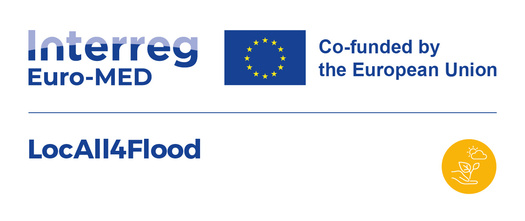 Interreg
Euro-MED
Co-funded by
the European Union
LocAll4Flood